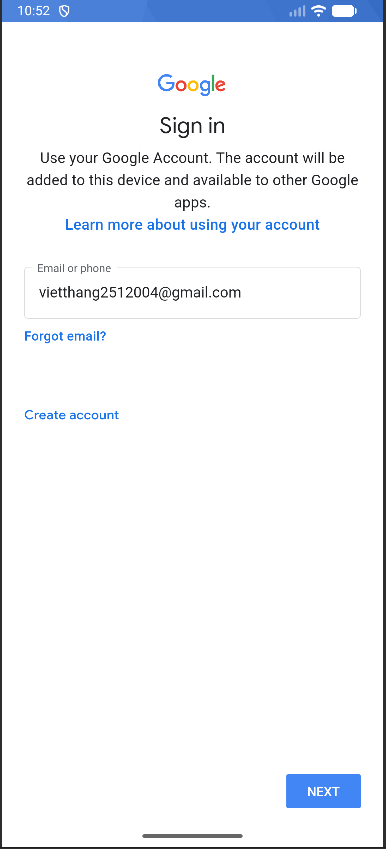 10:52
Google
Sign in
Use your Google Account. The account will be
added to this device and available to other Google
apps.
Learn more about using your account
Email or phone
vietthang2512004@gmail.com
Forgot email?
Create account
NEXT